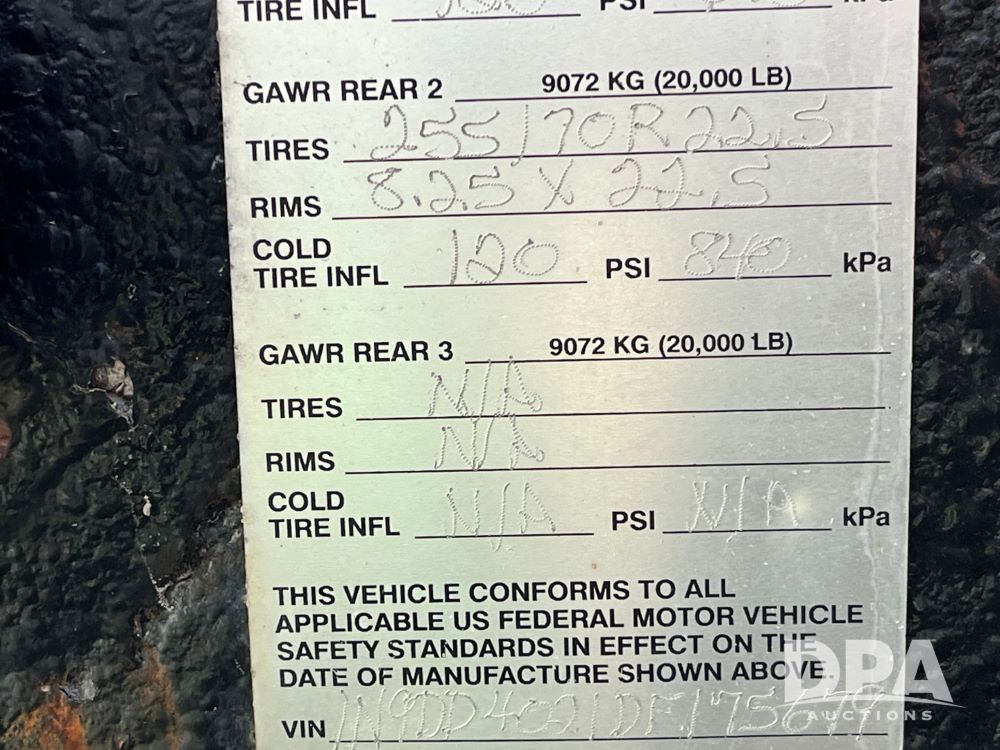 TIRE INFL PSI kPa
GAWR REAR 2 9072 KG (20,000 LB)
TIRES 255/70R22.5
RIMS 8.25 X 22.5
COLD
TIRE INFL 120 PSI 840 kPa
GAWR REAR 3 9072 KG (20,000 LB)
TIRES N/A
RIMS N/A
COLD
TIRE INFL N/A PSI N/A kPa
THIS VEHICLE CONFORMS TO ALL
APPLICABLE US FEDERAL MOTOR VEHICLE
SAFETY STANDARDS IN EFFECT ON THE
DATE OF MANUFACTURE SHOWN ABOVE.
VIN
DPA
AUCTIONS